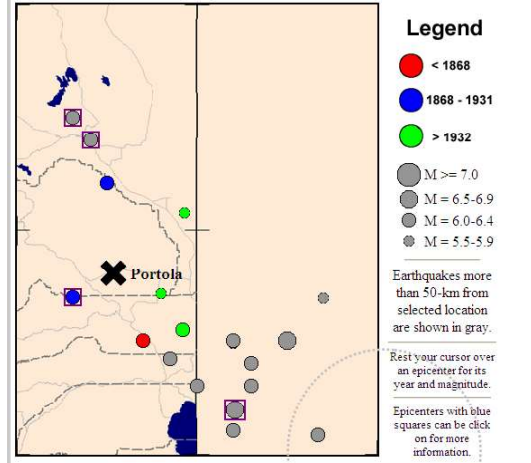 Legend
< 1868
1868 - 1931
> 1932
M >= 7.0
M = 6.5-6.9
M = 6.0-6.4
M = 5.5-5.9
Portola
Earthquakes more
than 50-km from
selected location
are shown in gray.
Rest your cursor over
an epicenter for its
year and magnitude.
Epicenters with blue
squares can be click
on for more
information.